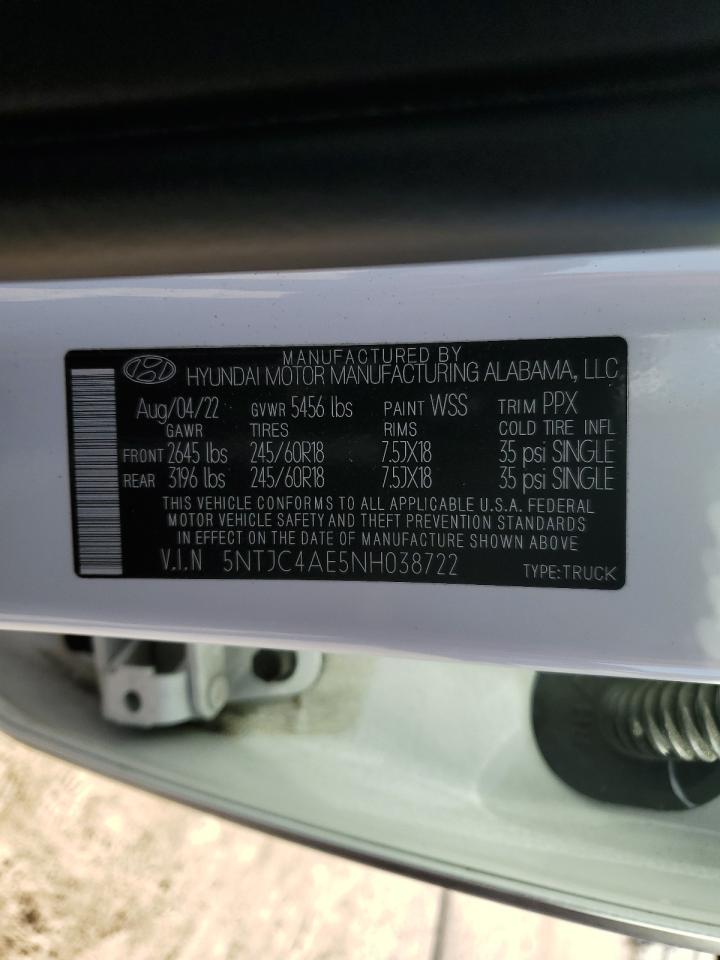 MANUFACTURED BY
HYUNDAI MOTOR MANUFACTURING ALABAMA, LLC
Aug/04/22 GVWR 5456 lbs PAINT WSS TRIM PPX
GAWR TIRES RIMS COLD TIRE INFL
FRONT 2645 lbs 245/60R18 7.5JX18 35 psi SINGLE
REAR 3196 lbs 245/60R18 7.5JX18 35 psi SINGLE
THIS VEHICLE CONFORMS TO ALL APPLICABLE U.S.A. FEDERAL
MOTOR VEHICLE SAFETY AND THEFT PREVENTION STANDARDS
IN EFFECT ON THE DATE OF MANUFACTURE SHOWN ABOVE
V.I.N 5NTJC4AE5NH038722 TYPE:TRUCK